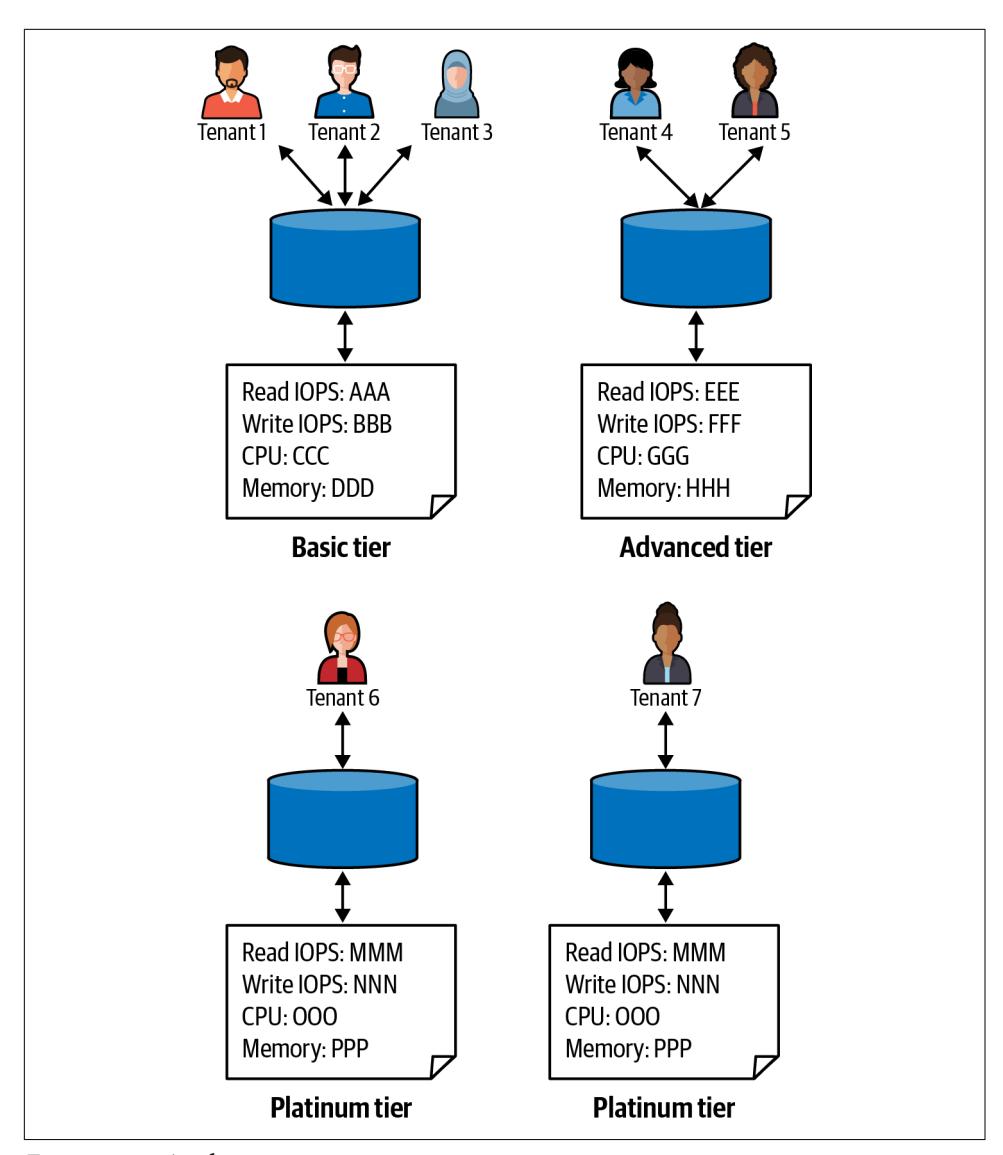 Tenant 1
Tenant 2
Tenant 3
Tenant 4
Tenant 5
Read IOPS: AAA
Write IOPS: BBB
CPU: CCC
Memory: DDD
Basic tier
Read IOPS: EEE
Write IOPS: FFF
CPU: GGG
Memory: HHH
Advanced tier
Tenant 6
Tenant 7
Read IOPS: MMM
Write IOPS: NNN
CPU: OOO
Memory: PPP
Platinum tier
Read IOPS: MMM
Write IOPS: NNN
CPU: OOO
Memory: PPP
Platinum tier